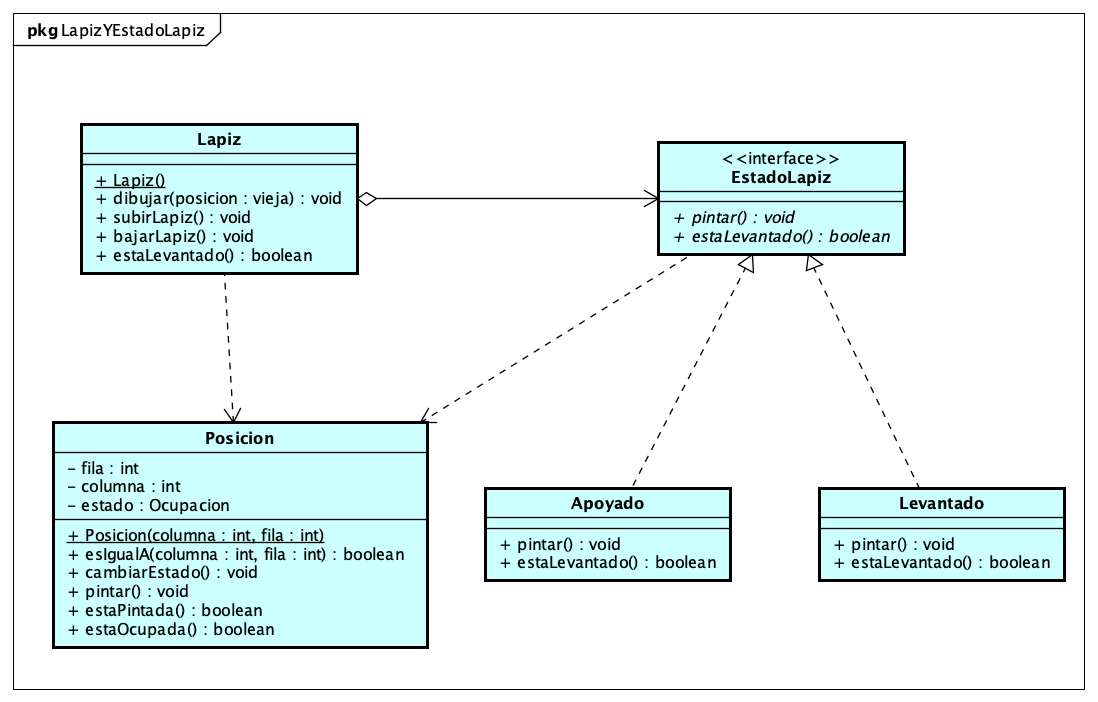 pkg LapizYEstadoLapiz
Lapiz
+ Lapiz()
+ dibujar(posicion : vieja) : void
+ subirLapiz() : void
+ bajarLapiz() : void
+ estaLevantado() : boolean
<<interface>>
EstadoLapiz
+ pintar() : void
+ estaLevantado() : boolean
Posicion
- fila : int
- columna : int
- estado : Ocupacion
+ Posicion(columna : int, fila : int)
+ esIgualA(columna : int, fila : int) : boolean
+ cambiarEstado() : void
+ pintar() : void
+ estaPintada() : boolean
+ estaOcupada() : boolean
Apoyado
+ pintar() : void
+ estaLevantado() : boolean
Levantado
+ pintar() : void
+ estaLevantado() : boolean